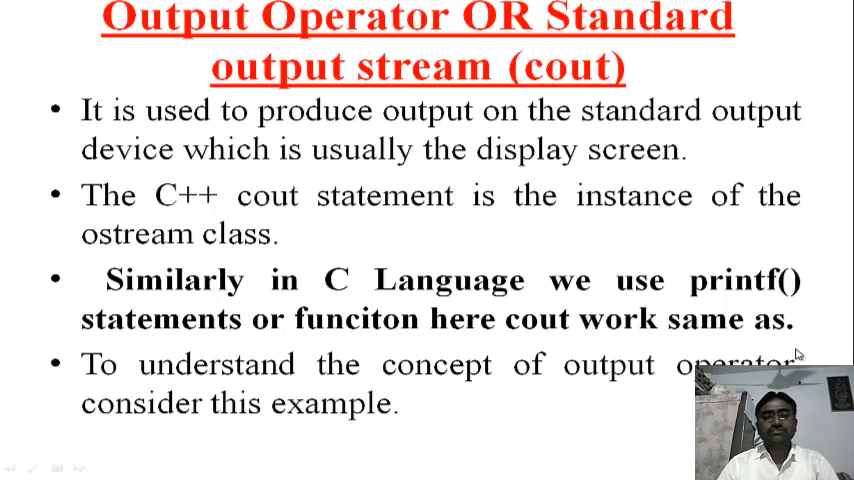 Output Operator OR Standard
output stream (cout)
• It is used to produce output on the standard output
device which is usually the display screen.
• The C++ cout statement is the instance of the
ostream class.
• Similarly in C Language we use printf()
statements or funciton here cout work same as.
• To understand the concept of output operator
consider this example.